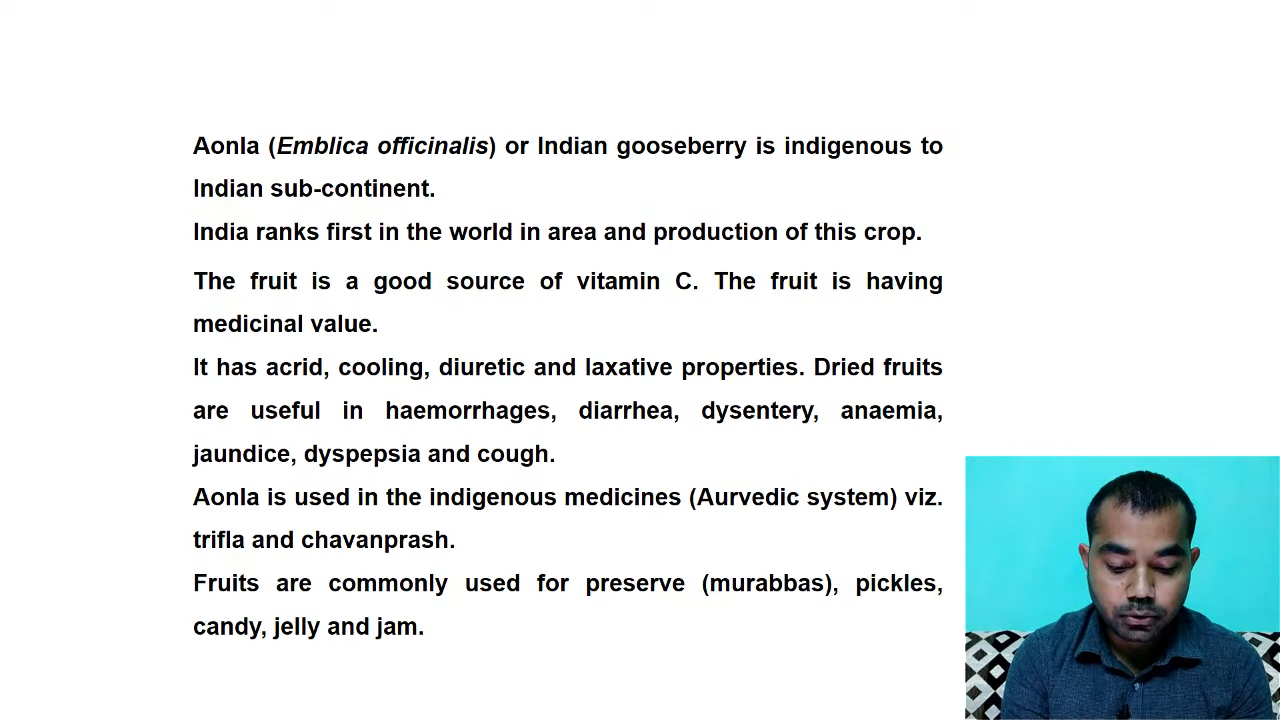 Aonla (Emblica officinalis) or Indian gooseberry is indigenous to
Indian sub-continent.
India ranks first in the world in area and production of this crop.
The fruit is a good source of vitamin C. The fruit is having
medicinal value.
It has acrid, cooling, diuretic and laxative properties. Dried fruits
are useful in haemorrhages, diarrhea, dysentery, anaemia,
jaundice, dyspepsia and cough.
Aonla is used in the indigenous medicines (Aurvedic system) viz.
trifla and chavanprash.
Fruits are commonly used for preserve (murabbas), pickles,
candy, jelly and jam.